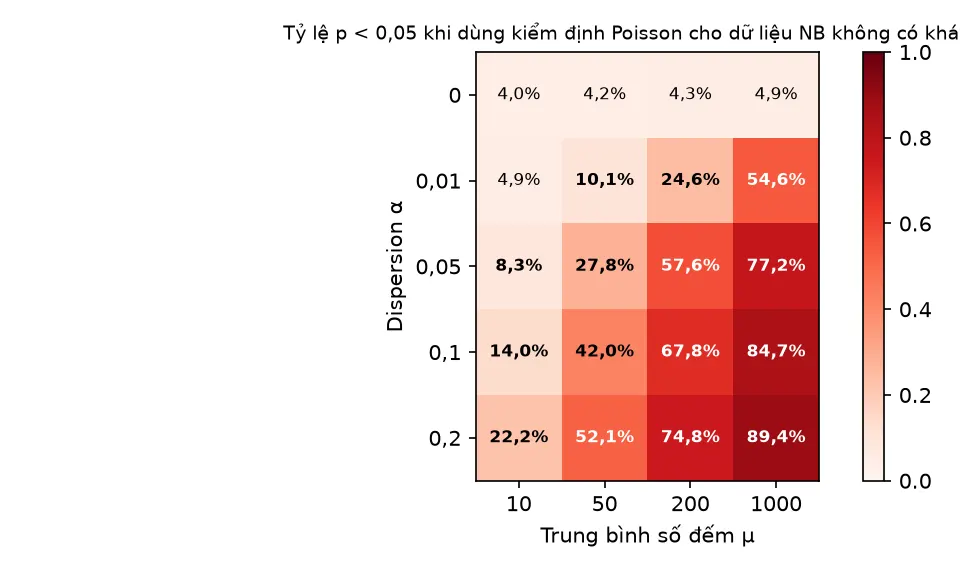 Tỷ lệ p < 0,05 khi dùng kiểm định Poisson cho dữ liệu NB không có khá
1.0
0 4,0% 4,2% 4,3% 4,9%
0.8
0,01 4,9% 10,1% 24,6% 54,6%
0.6
Dispersion α
0,05 8,3% 27,8% 57,6% 77,2%
0.4
0,1 14,0% 42,0% 67,8% 84,7%
0.2
0,2 22,2% 52,1% 74,8% 89,4%
0.0
10 50 200 1000
Trung bình số đếm μ